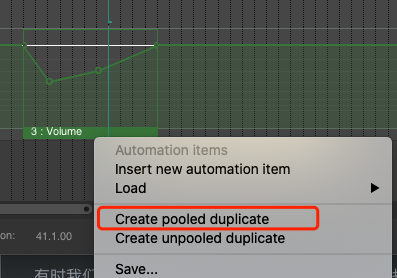 3 : Volume
Automation items
Insert new automation item
Load
Create pooled duplicate
Create unpooled duplicate
Save...
on:
41.1.00
有时我们